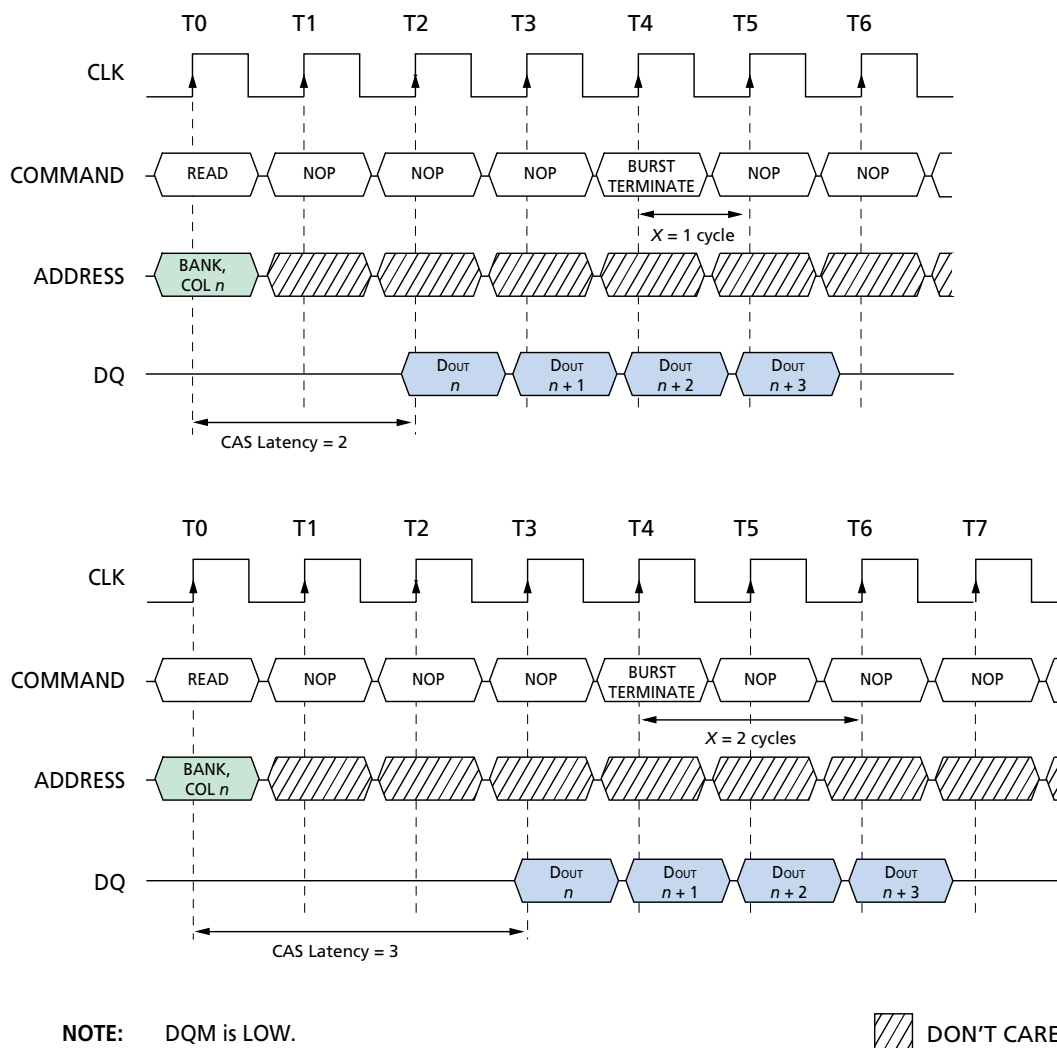 T0 T1 T2 T3 T4 T5 T6
CLK
COMMAND READ NOP NOP NOP BURST TERMINATE NOP NOP
X = 1 cycle
ADDRESS BANK, COL n
DQ DOUT n DOUT n + 1 DOUT n + 2 DOUT n + 3
CAS Latency = 2
T0 T1 T2 T3 T4 T5 T6 T7
CLK
COMMAND READ NOP NOP NOP BURST TERMINATE NOP NOP NOP
X = 2 cycles
ADDRESS BANK, COL n
DQ DOUT n DOUT n + 1 DOUT n + 2 DOUT n + 3
CAS Latency = 3
NOTE: DQM is LOW. DON'T CARE